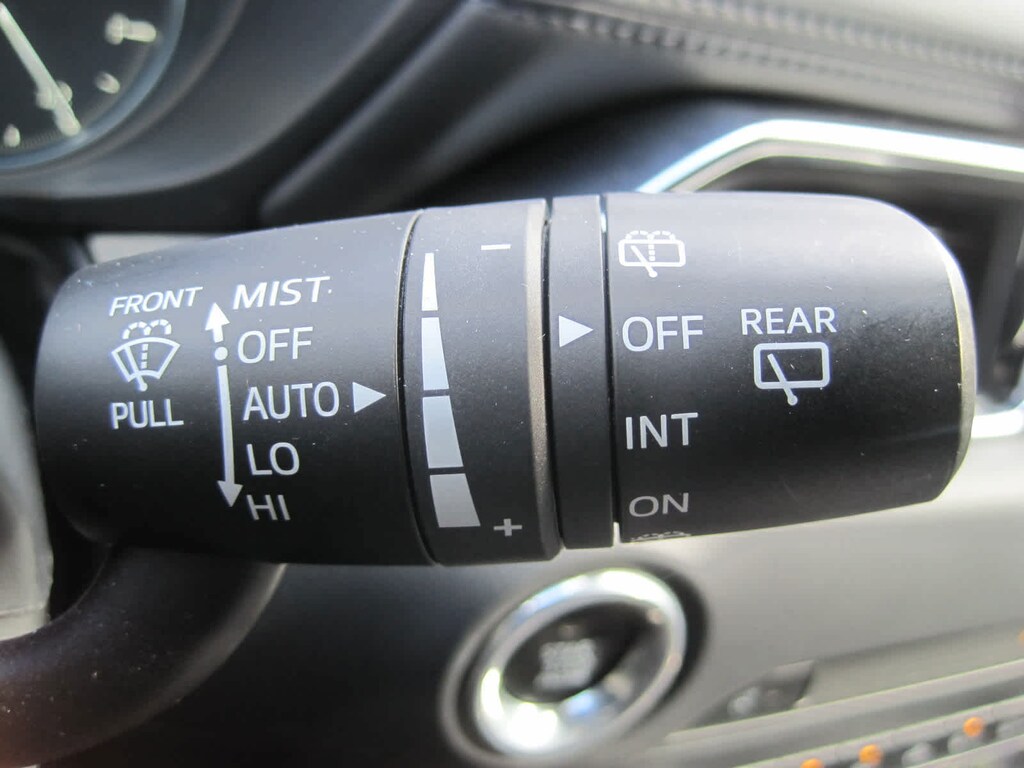 FRONT
PULL
MIST
OFF
AUTO
LO
HI
−
+
OFF
INT
ON
REAR